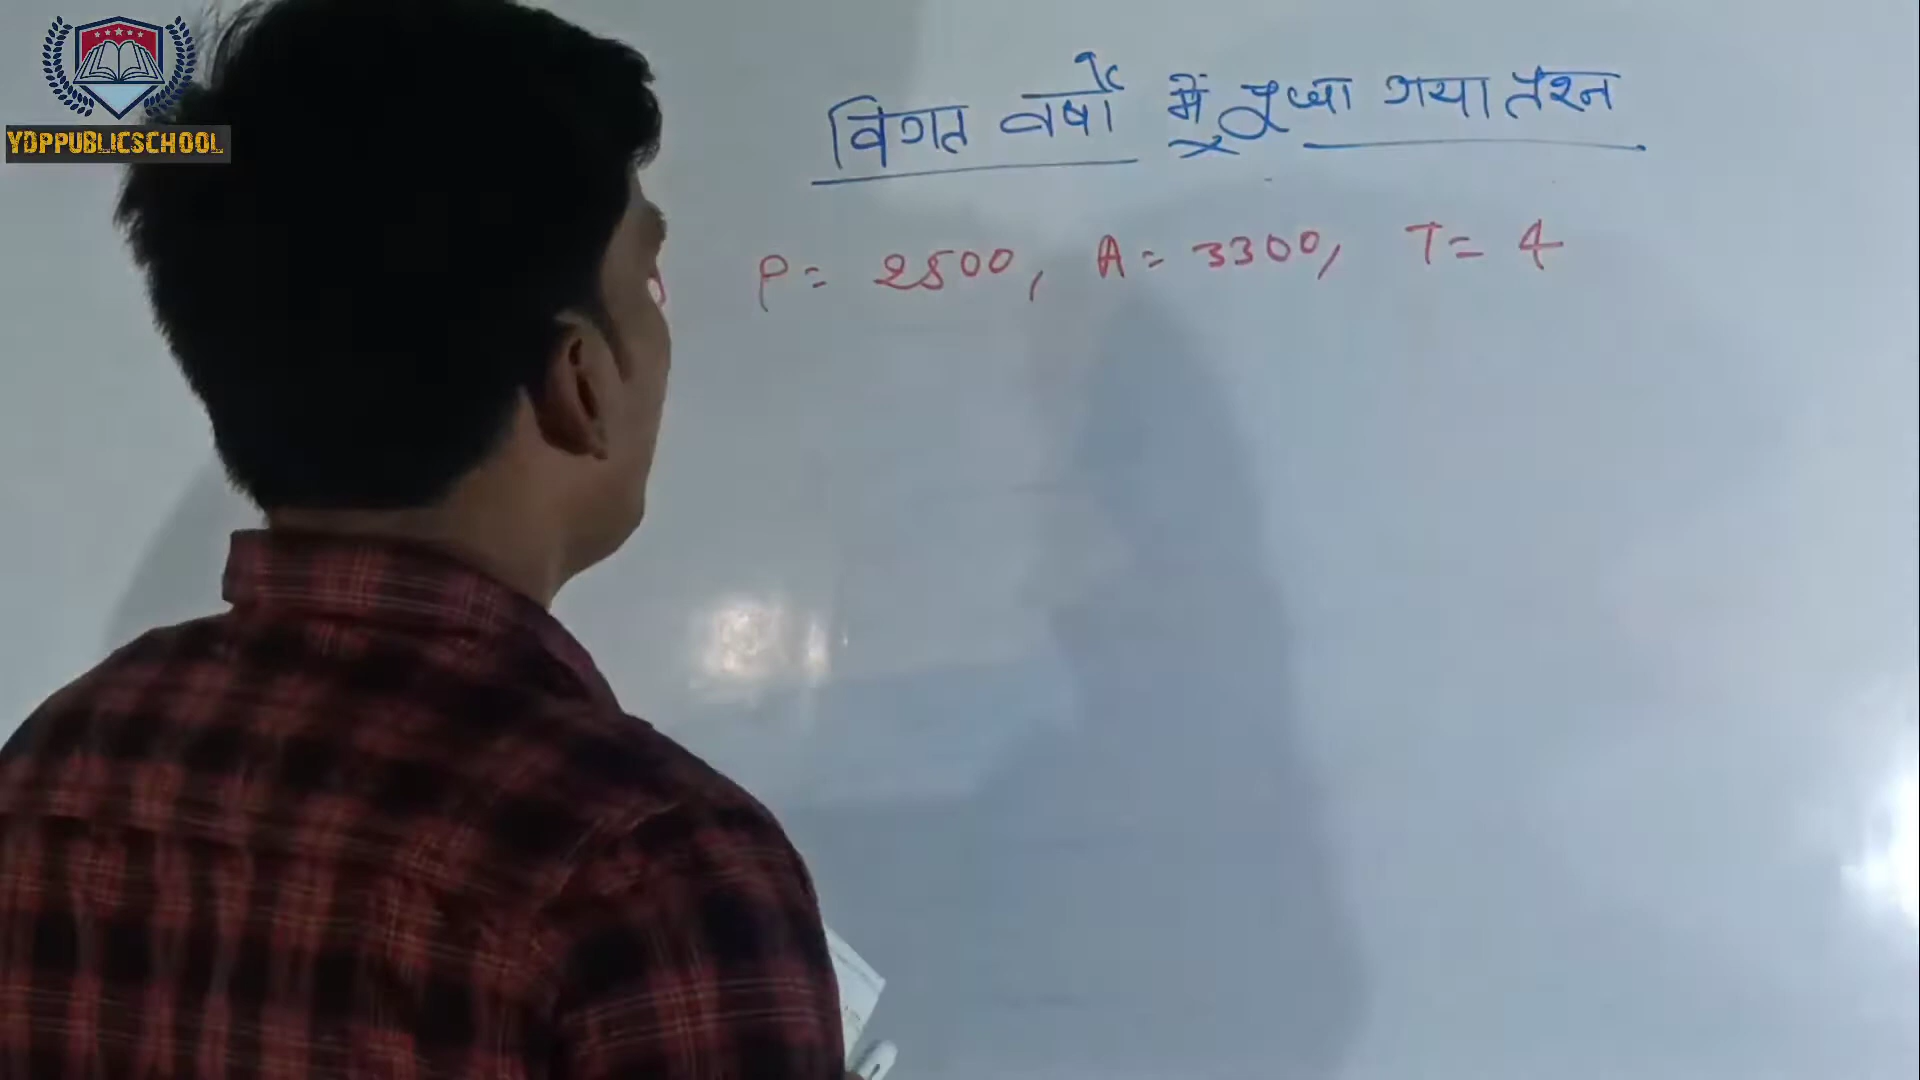 YDPPUBLICSCHOOL
विगत वर्षों में पूछा गया प्रश्न
P = 2500, A = 3300, T = 4